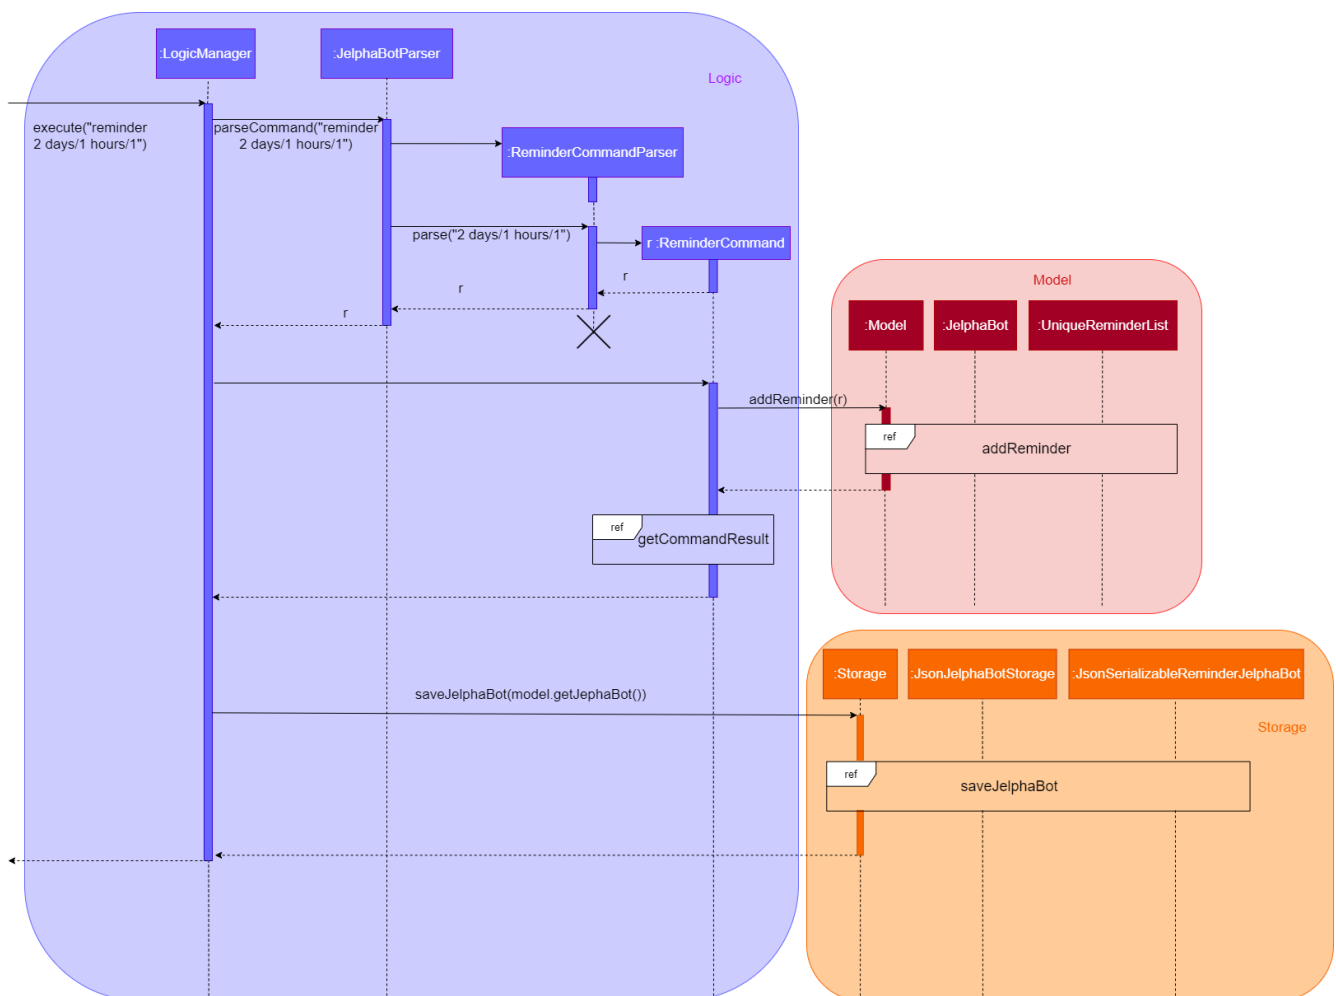 :LogicManager
:JelphaBotParser
Logic
execute("reminder
2 days/1 hours/1")
parseCommand("reminder
2 days/1 hours/1")
:ReminderCommandParser
parse("2 days/1 hours/1")
r :ReminderCommand
r
r
r
Model
:Model
:JelphaBot
:UniqueReminderList
addReminder(r)
ref
addReminder
ref
getCommandResult
:Storage
:JsonJelphaBotStorage
:JsonSerializableReminderJelphaBot
saveJelphaBot(model.getJephaBot())
Storage
ref
saveJelphaBot